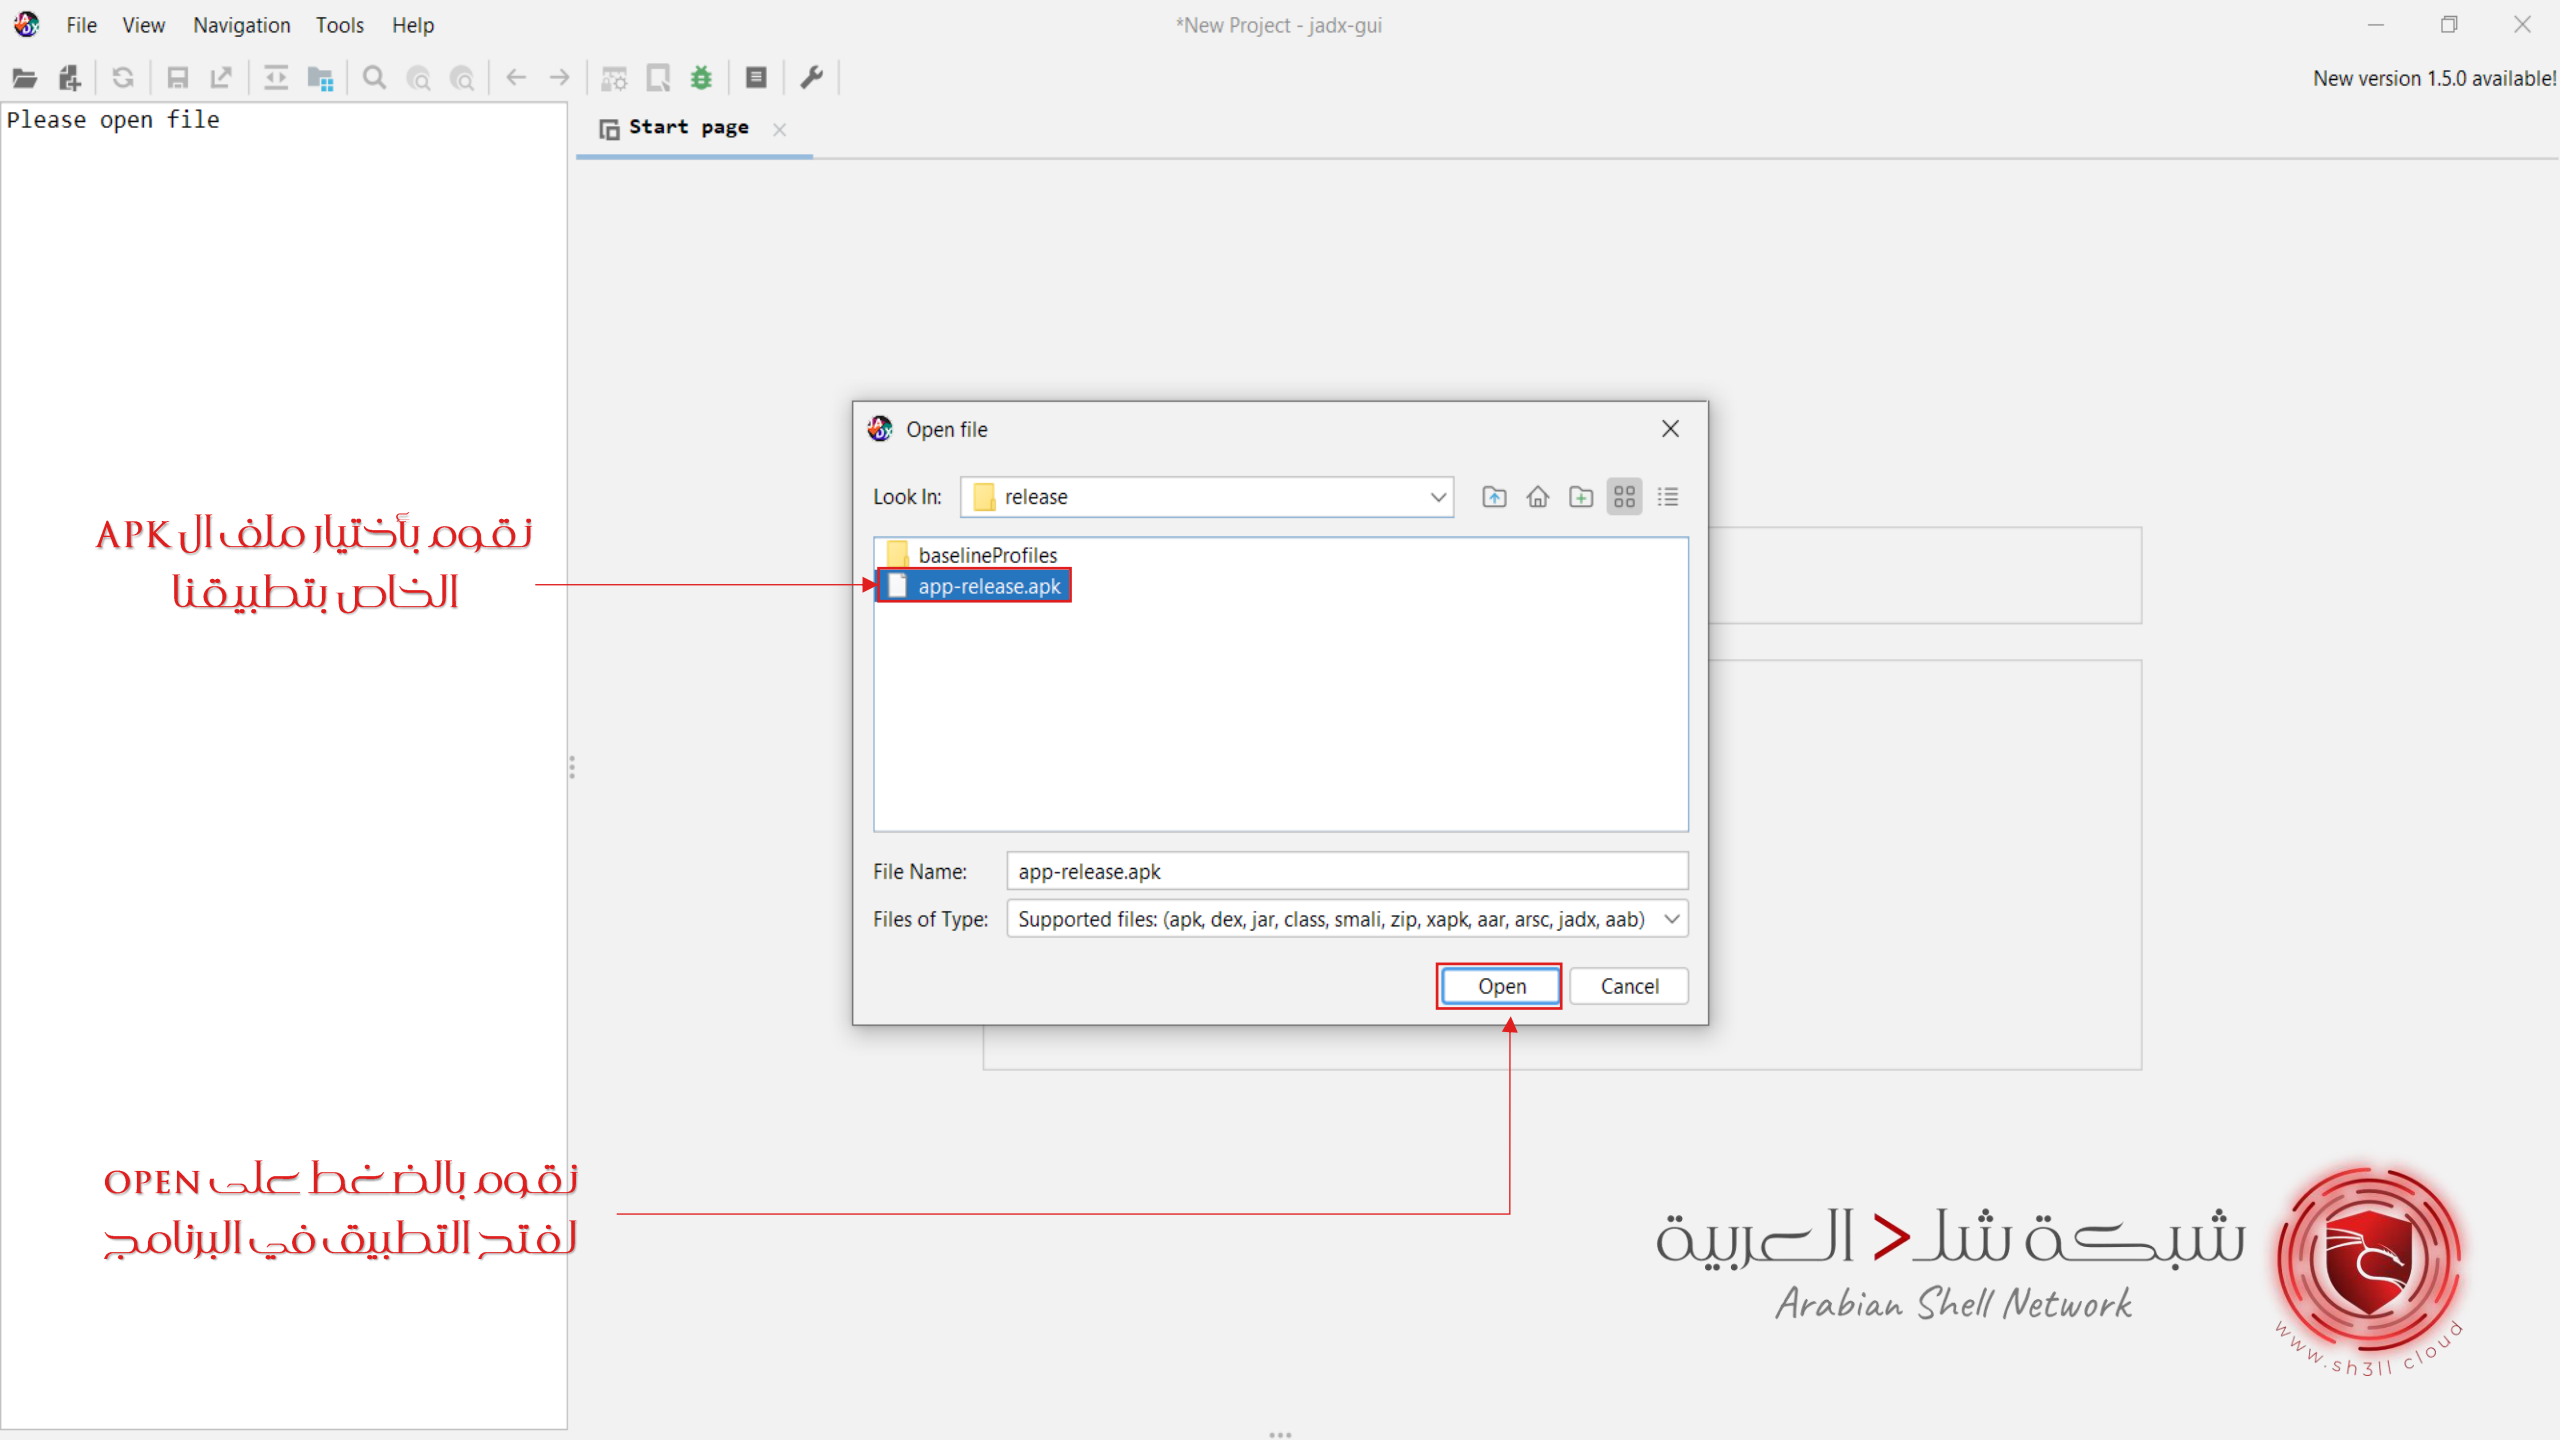 File View Navigation Tools Help
*New Project - jadx-gui
New version 1.5.0 available!
Please open file
Start page
Open file
Look In: release
baselineProfiles
app-release.apk
نقوم بأختيار ملف ال APK
الخاص بتطبيقنا
File Name: app-release.apk
Files of Type: Supported files: (apk, dex, jar, class, smali, zip, xapk, aar, arsc, jadx, aab)
Open Cancel
نقوم بالضغط على OPEN
لفتح التطبيق في البرنامج
شبكة شل> العربية
Arabian Shell Network
www.sh3ll cloud